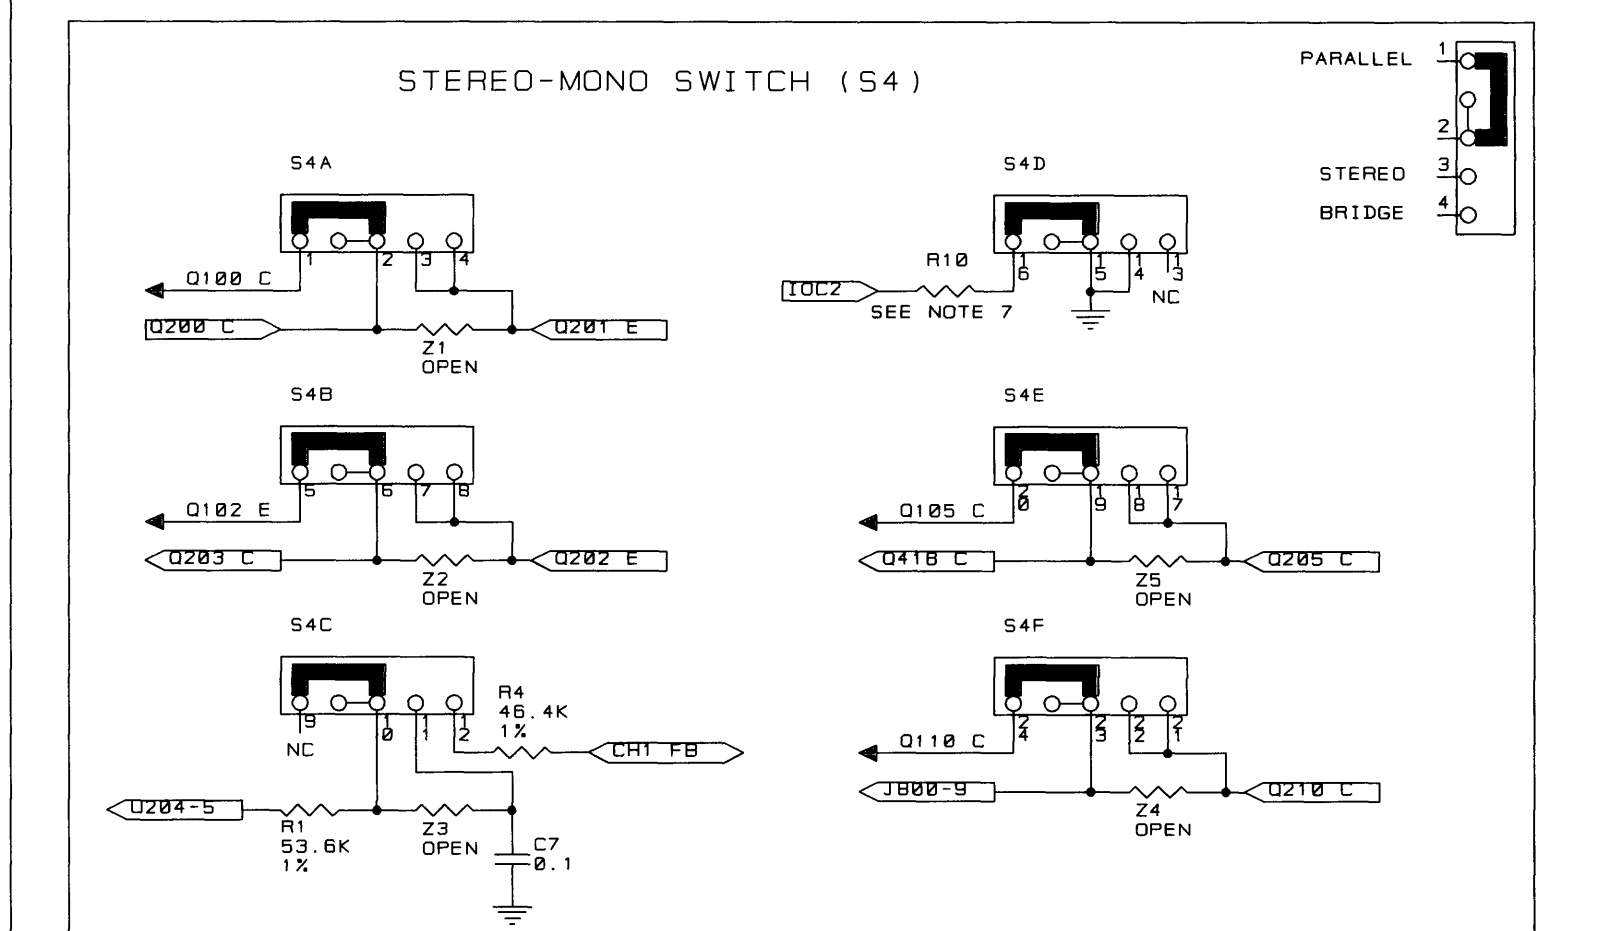 STEREO-MONO SWITCH (S4)
PARALLEL 1
2
STEREO 3
BRIDGE 4
S4A
1 2 3 4
Q100 C
Q200 C
Z1
OPEN
Q201 E
S4D
16 15 14 13
R10
IOC2
SEE NOTE 7
NC
S4B
5 6 7 8
Q102 E
Q203 C
Z2
OPEN
Q202 E
S4E
20 19 18 17
Q105 C
Q418 C
Z5
OPEN
Q205 C
S4C
9 10 11 12
NC
R4
46.4K
1%
CH1 FB
U204-5
R1
53.6K
1%
Z3
OPEN
C7
0.1
S4F
24 23 22 21
Q110 C
J800-9
Z4
OPEN
Q210 C